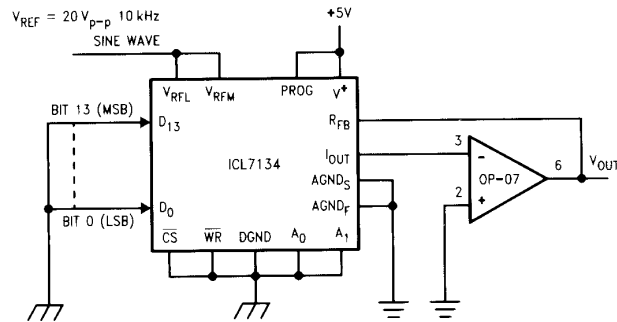 V_REF = 20 V_p-p 10 kHz
SINE WAVE
+5V
V_RFL V_RFM PROG V+
BIT 13 (MSB) D_13 R_FB
ICL7134 I_OUT 3 - 6 V_OUT
OP-07
AGND_S 2 +
BIT 0 (LSB) D_0 AGND_F
CS WR DGND A_0 A_1